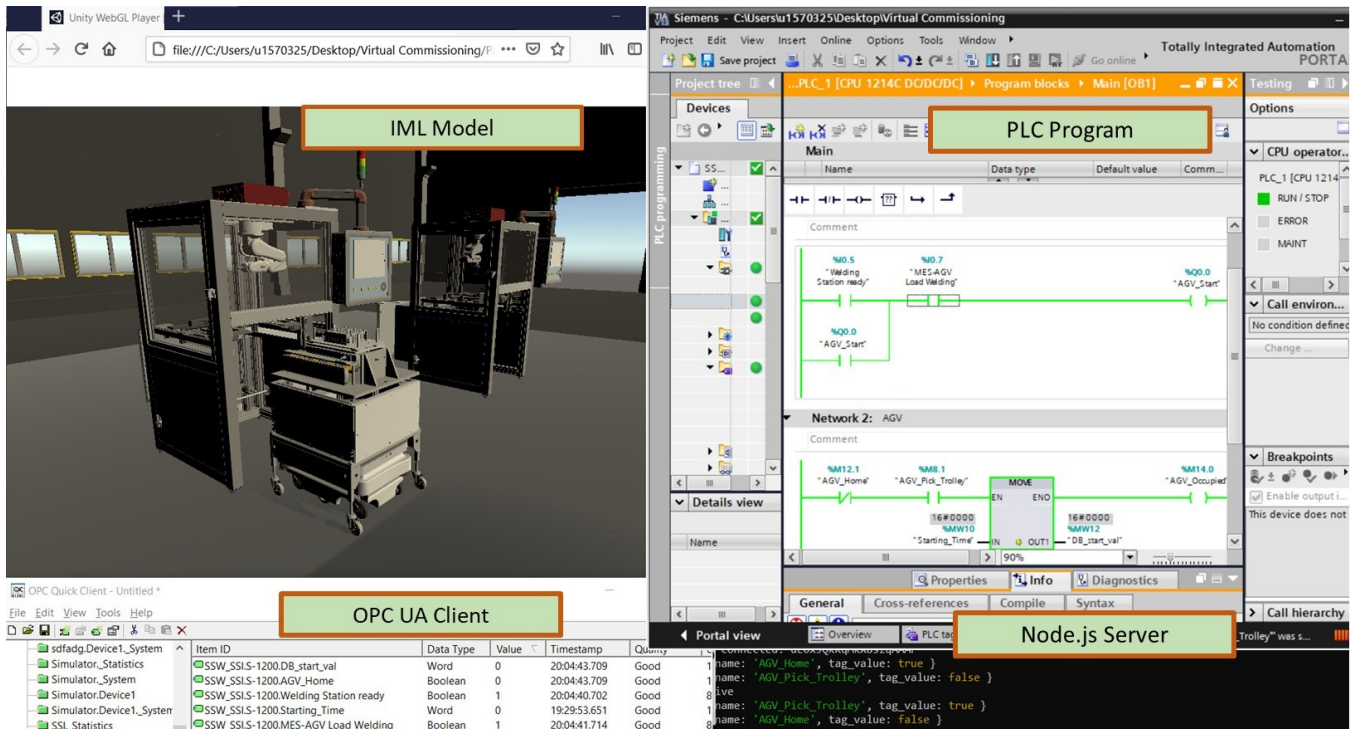 Unity WebGL Player
file:///C:/Users/u1570325/Desktop/Virtual Commissioning/P
IML Model
Siemens - C:\Users\u1570325\Desktop\Virtual Commissioning
Project Edit View Insert Online Options Tools Window
Totally Integrated Automation
PORTA
Save project
Go online
Project tree
...PLC_1 [CPU 1214C DC/DC/DC] Program blocks Main [OB1]
Testing
Devices
Options
PLC Program
PLC programming
Main
Name Data type Default value Comm...
CPU operator..
PLC_1 [CPU 1214
RUN / STOP
ERROR
MAINT
SS...
Comment
%I0.5
"Welding
Station ready"
%I0.7
"MES-AGV
Load Welding"
%Q0.0
"AGV_Start"
%Q0.0
"AGV_Start"
Call environ...
No condition defined
Change ...
Network 2: AGV
Comment
%M12.1
"AGV_Home"
%M8.1
"AGV_Pick_Trolley"
MOVE
EN ENO
%M14.0
"AGV_Occupied"
16#0000
%MW10
"Starting_Time"
IN OUT1
16#0000
%MW12
"DB_start_val"
Breakpoints
Enable output i...
This device does not
Details view
Name
90%
Properties Info Diagnostics
General Cross-references Compile Syntax
Call hierarchy
Portal view Overview PLC tag
Trolley" was s...
Node.js Server
OPC Quick Client - Untitled *
File Edit View Tools Help
OPC UA Client
sdfadg.Device1._System
Simulator._Statistics
Simulator._System
Simulator.Device1
Simulator.Device1._System
SSI._Statistics
Item ID Data Type Value Timestamp Quality
SSW_SSI.S-1200.DB_start_val Word 0 20:04:43.709 Good 1
SSW_SSI.S-1200.AGV_Home Boolean 0 20:04:43.709 Good 1
SSW_SSI.S-1200.Welding Station ready Boolean 1 20:04:40.702 Good 8
SSW_SSI.S-1200.Starting_Time Word 0 19:29:53.651 Good 1
SSW_SSI.S-1200.MES-AGV Load Welding Boolean 1 20:04:41.714 Good 8
name: 'AGV_Home', tag_value: true }
name: 'AGV_Pick_Trolley', tag_value: false }
ive
name: 'AGV_Pick_Trolley', tag_value: true }
name: 'AGV_Home', tag_value: false }